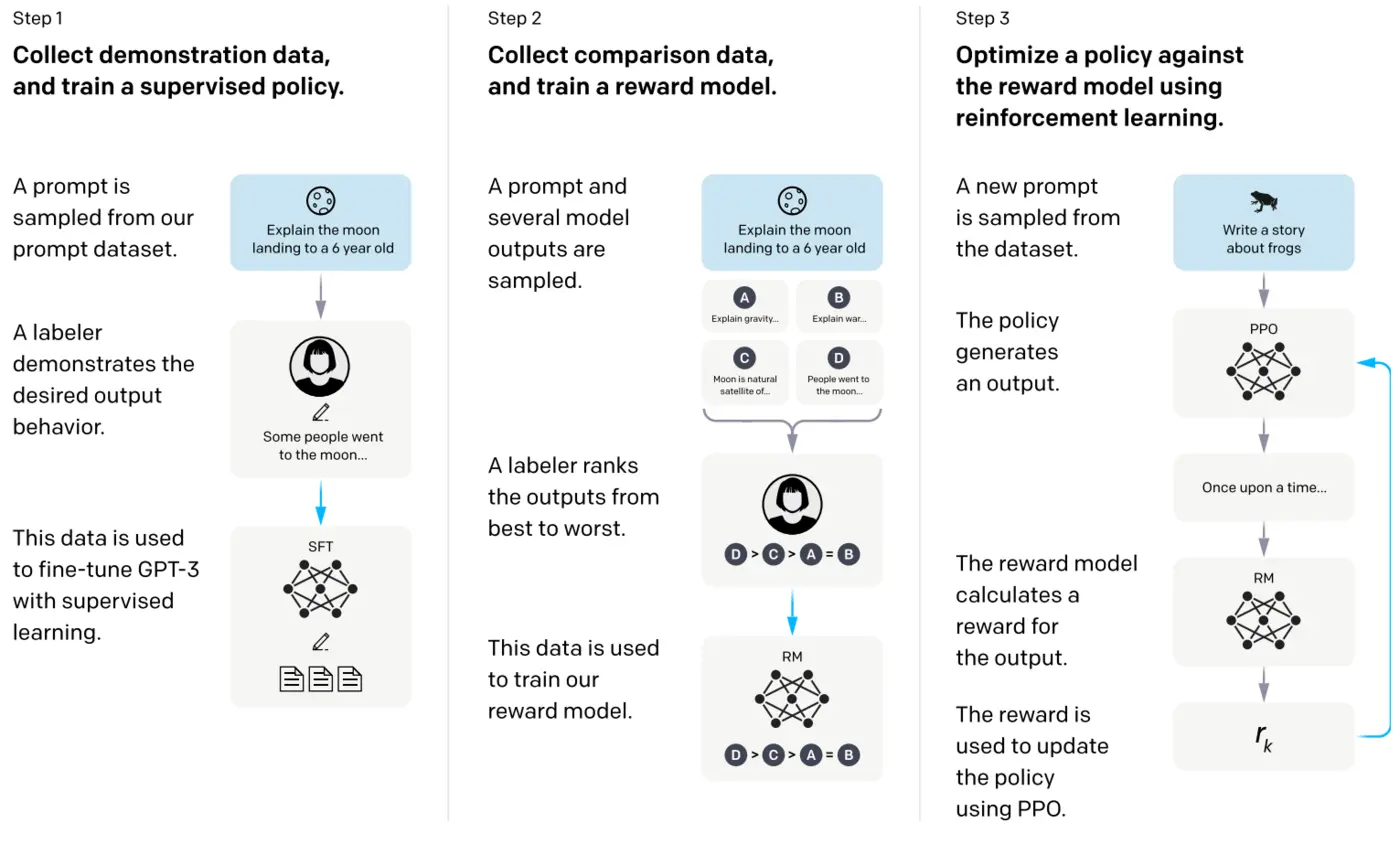 Step 1
Collect demonstration data,
and train a supervised policy.
A prompt is
sampled from our
prompt dataset.
Explain the moon
landing to a 6 year old
A labeler
demonstrates the
desired output
behavior.
Some people went
to the moon...
This data is used
to fine-tune GPT-3
with supervised
learning.
SFT
Step 2
Collect comparison data,
and train a reward model.
A prompt and
several model
outputs are
sampled.
Explain the moon
landing to a 6 year old
A
Explain gravity...
B
Explain war...
C
Moon is natural
satellite of...
D
People went to
the moon...
A labeler ranks
the outputs from
best to worst.
D > C > A = B
This data is used
to train our
reward model.
RM
D > C > A = B
Step 3
Optimize a policy against
the reward model using
reinforcement learning.
A new prompt
is sampled from
the dataset.
Write a story
about frogs
The policy
generates
an output.
PPO
Once upon a time...
The reward model
calculates a
reward for
the output.
RM
The reward is
used to update
the policy
using PPO.
rk